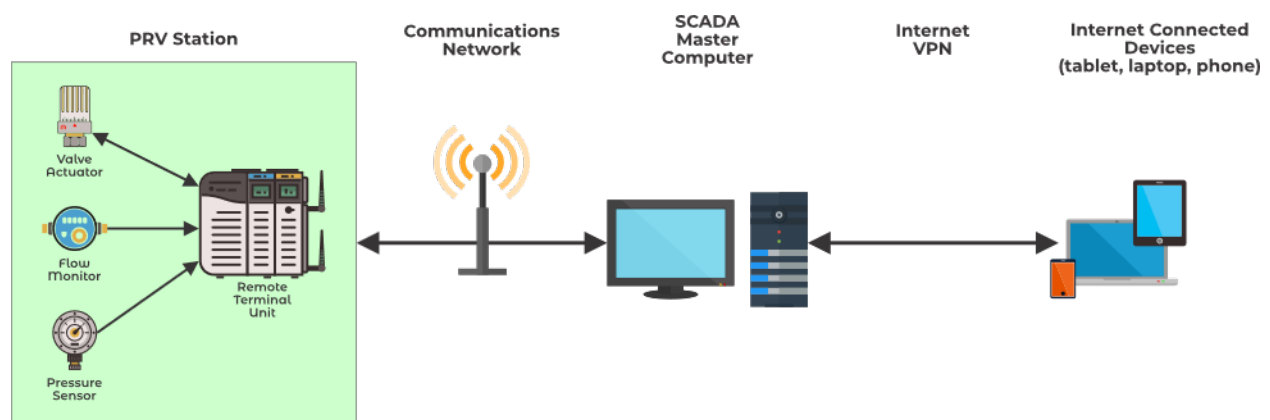 PRV Station
Communications
Network
SCADA
Master
Computer
Internet
VPN
Internet Connected
Devices
(tablet, laptop, phone)
Valve
Actuator
Flow
Monitor
Remote
Terminal
Unit
Pressure
Sensor